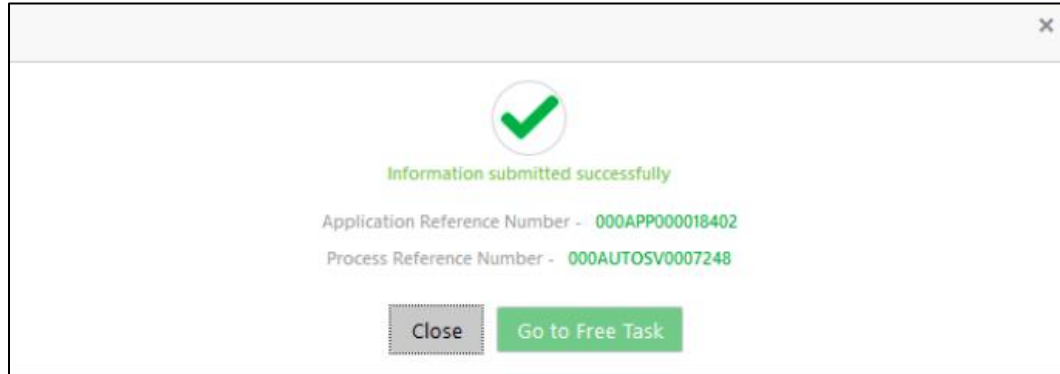 ×
Information submitted successfully
Application Reference Number - 000APP000018402
Process Reference Number - 000AUTOSV0007248
Close Go to Free Task